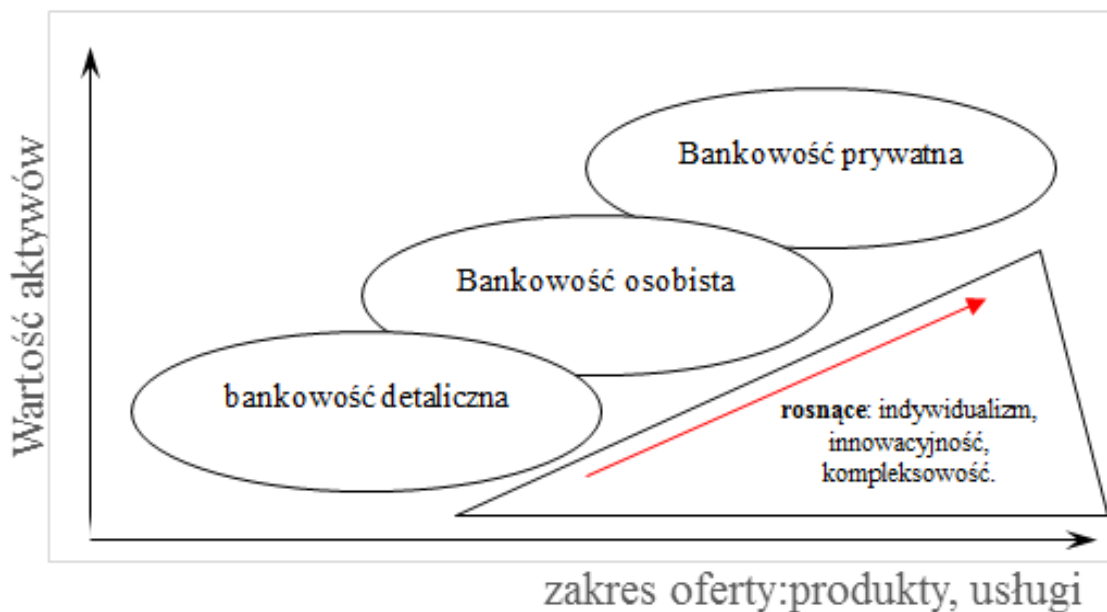 Wartość aktywów
Bankowość prywatna
Bankowość osobista
bankowość detaliczna
rosnące: indywidualizm,
innowacyjność,
kompleksowość.
zakres oferty:produkty, usługi